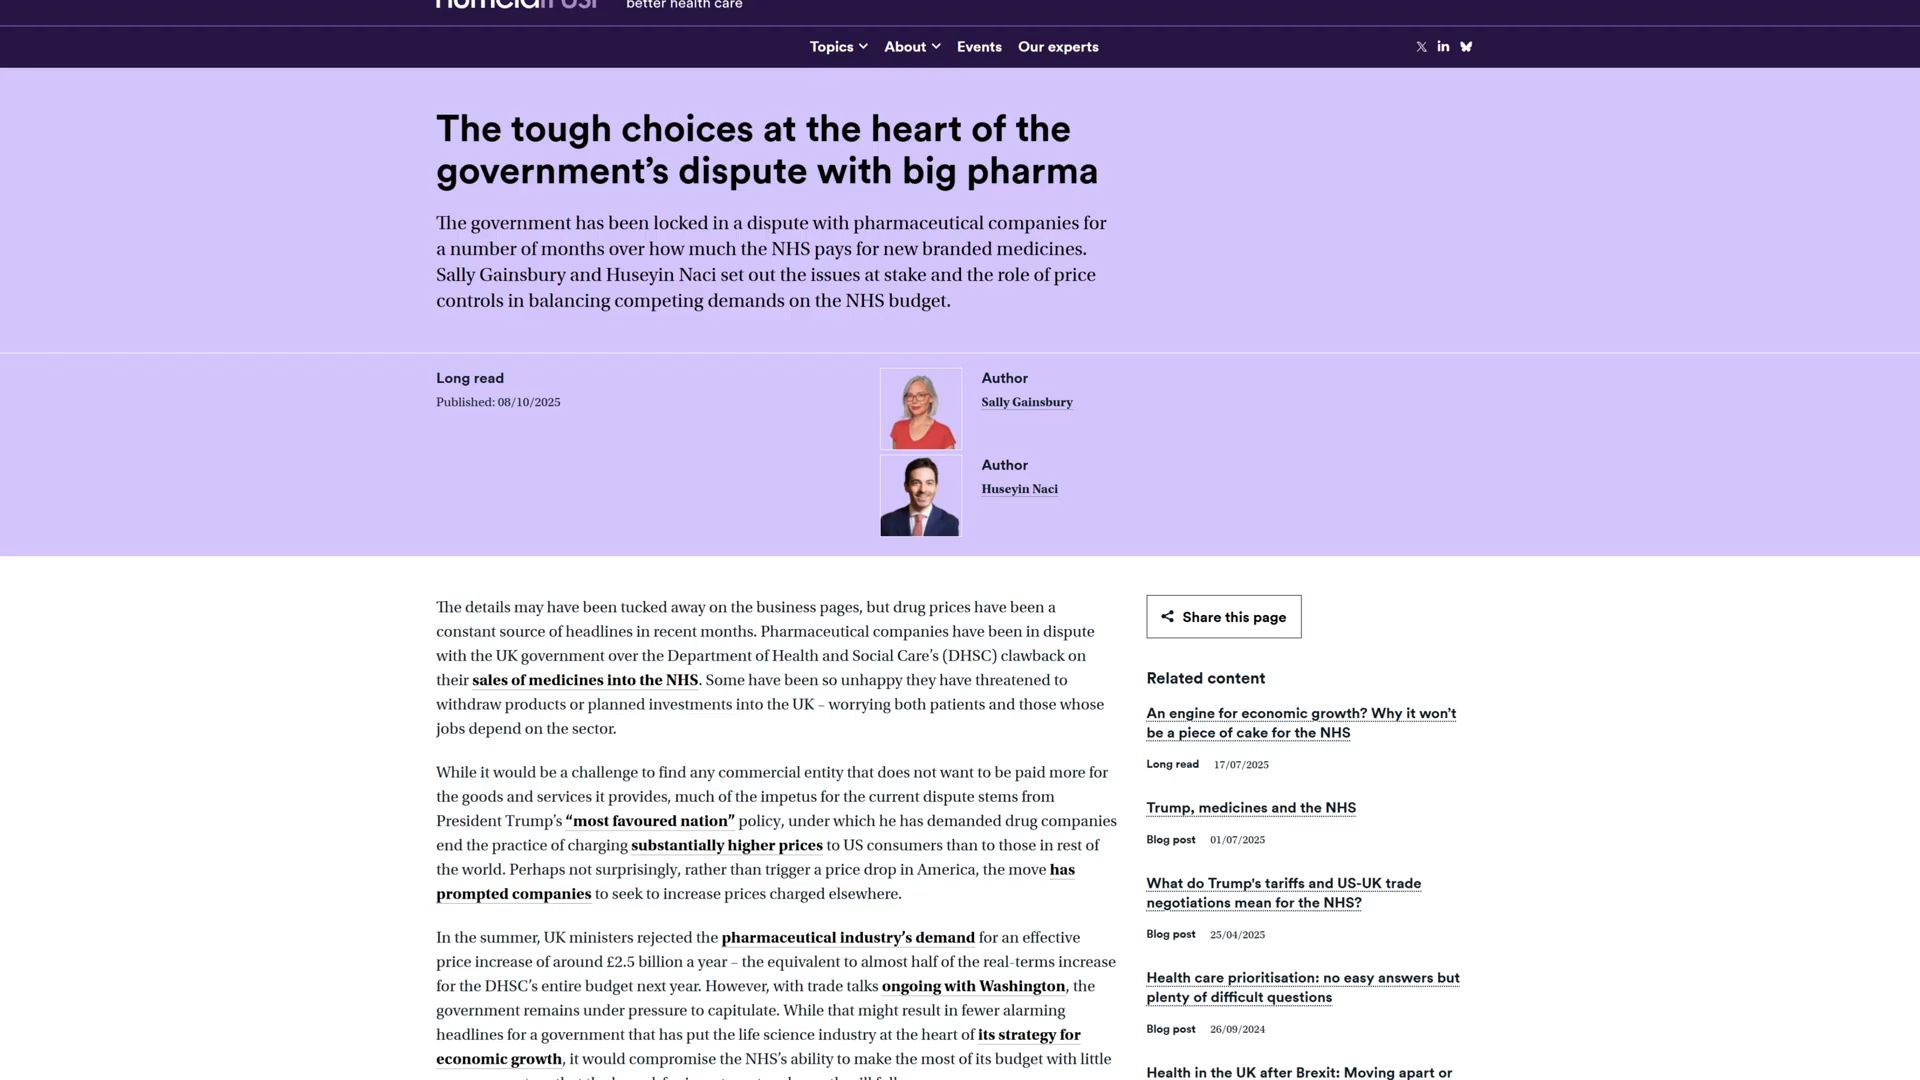 better health care
Topics
About
Events
Our experts
The tough choices at the heart of the
government’s dispute with big pharma
The government has been locked in a dispute with pharmaceutical companies for
a number of months over how much the NHS pays for new branded medicines.
Sally Gainsbury and Huseyin Naci set out the issues at stake and the role of price
controls in balancing competing demands on the NHS budget.
Long read
Published: 08/10/2025
Author
Sally Gainsbury
Author
Huseyin Naci
The details may have been tucked away on the business pages, but drug prices have been a
constant source of headlines in recent months. Pharmaceutical companies have been in dispute
with the UK government over the Department of Health and Social Care’s (DHSC) clawback on
their sales of medicines into the NHS. Some have been so unhappy they have threatened to
withdraw products or planned investments into the UK – worrying both patients and those whose
jobs depend on the sector.
While it would be a challenge to find any commercial entity that does not want to be paid more for
the goods and services it provides, much of the impetus for the current dispute stems from
President Trump’s “most favoured nation” policy, under which he has demanded drug companies
end the practice of charging substantially higher prices to US consumers than to those in rest of
the world. Perhaps not surprisingly, rather than trigger a price drop in America, the move has
prompted companies to seek to increase prices charged elsewhere.
In the summer, UK ministers rejected the pharmaceutical industry’s demand for an effective
price increase of around £2.5 billion a year – the equivalent to almost half of the real-terms increase
for the DHSC’s entire budget next year. However, with trade talks ongoing with Washington, the
government remains under pressure to capitulate. While that might result in fewer alarming
headlines for a government that has put the life science industry at the heart of its strategy for
economic growth, it would compromise the NHS’s ability to make the most of its budget with little
Share this page
Related content
An engine for economic growth? Why it won’t
be a piece of cake for the NHS
Long read 17/07/2025
Trump, medicines and the NHS
Blog post 01/07/2025
What do Trump's tariffs and US-UK trade
negotiations mean for the NHS?
Blog post 25/04/2025
Health care prioritisation: no easy answers but
plenty of difficult questions
Blog post 26/09/2024
Health in the UK after Brexit: Moving apart or